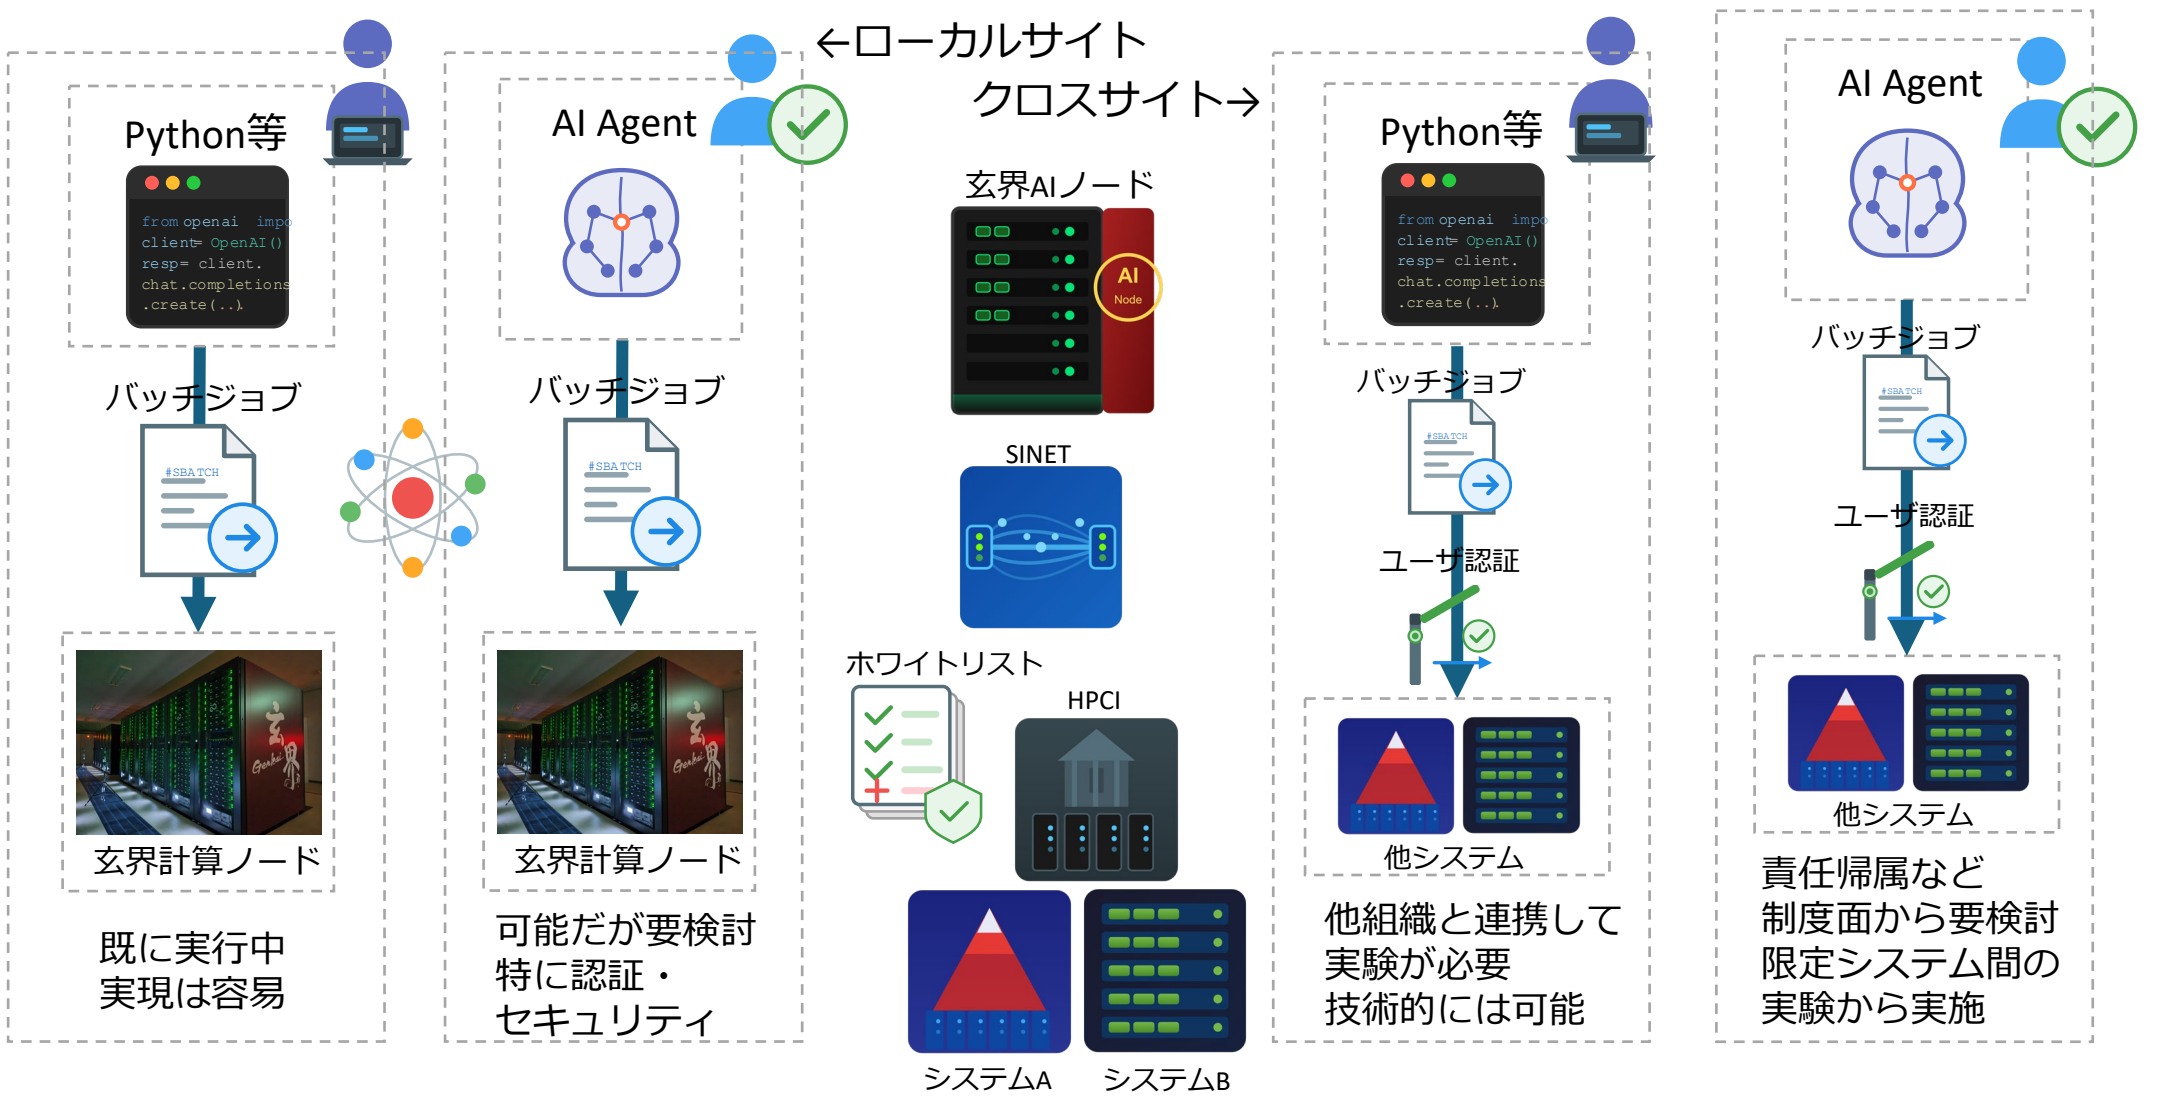 ←ローカルサイト
クロスサイト→
Python等
from openai impo
client= OpenAI()
resp= client.
chat.completions
.create(..).
バッチジョブ
#SBATCH
玄界
Genkai
玄界計算ノード
既に実行中
実現は容易
AI Agent
バッチジョブ
#SBATCH
玄界
Genkai
玄界計算ノード
可能だが要検討
特に認証・
セキュリティ
玄界AIノード
AI
Node
SINET
ホワイトリスト
HPCI
システムA
システムB
Python等
from openai impo
client= OpenAI()
resp= client.
chat.completions
.create(..).
バッチジョブ
#SBATCH
ユーザ認証
他システム
他組織と連携して
実験が必要
技術的には可能
AI Agent
バッチジョブ
#SBATCH
ユーザ認証
他システム
責任帰属など
制度面から要検討
限定システム間の
実験から実施